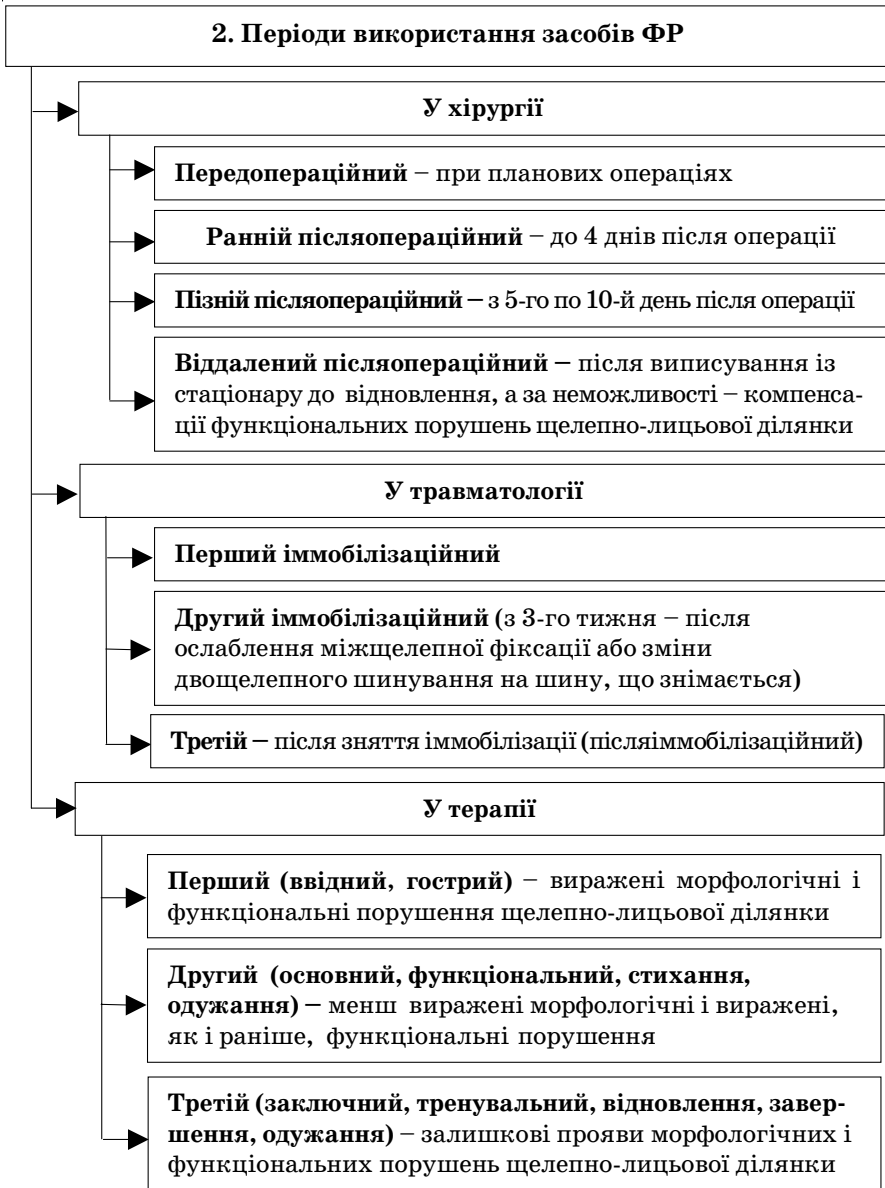 2. Періоди використання засобів ФР
У хірургії
Передопераційний – при планових операціях
Ранній післяопераційний – до 4 днів після операції
Пізній післяопераційний – з 5-го по 10-й день після операції
Віддалений післяопераційний – після виписування із
стаціонару до відновлення, а за неможливості – компенса-
ції функціональних порушень щелепно-лицьової ділянки
У травматології
Перший іммобілізаційний
Другий іммобілізаційний (з 3-го тижня – після
ослаблення міжщелепної фіксації або зміни
двощелепного шинування на шину, що знімається)
Третій – після зняття іммобілізації (післяіммобілізаційний)
У терапії
Перший (ввідний, гострий) – виражені морфологічні і
функціональні порушення щелепно-лицьової ділянки
Другий (основний, функціональний, стихання,
одужання) – менш виражені морфологічні і виражені,
як і раніше, функціональні порушення
Третій (заключний, тренувальний, відновлення, завер-
шення, одужання) – залишкові прояви морфологічних і
функціональних порушень щелепно-лицьової ділянки